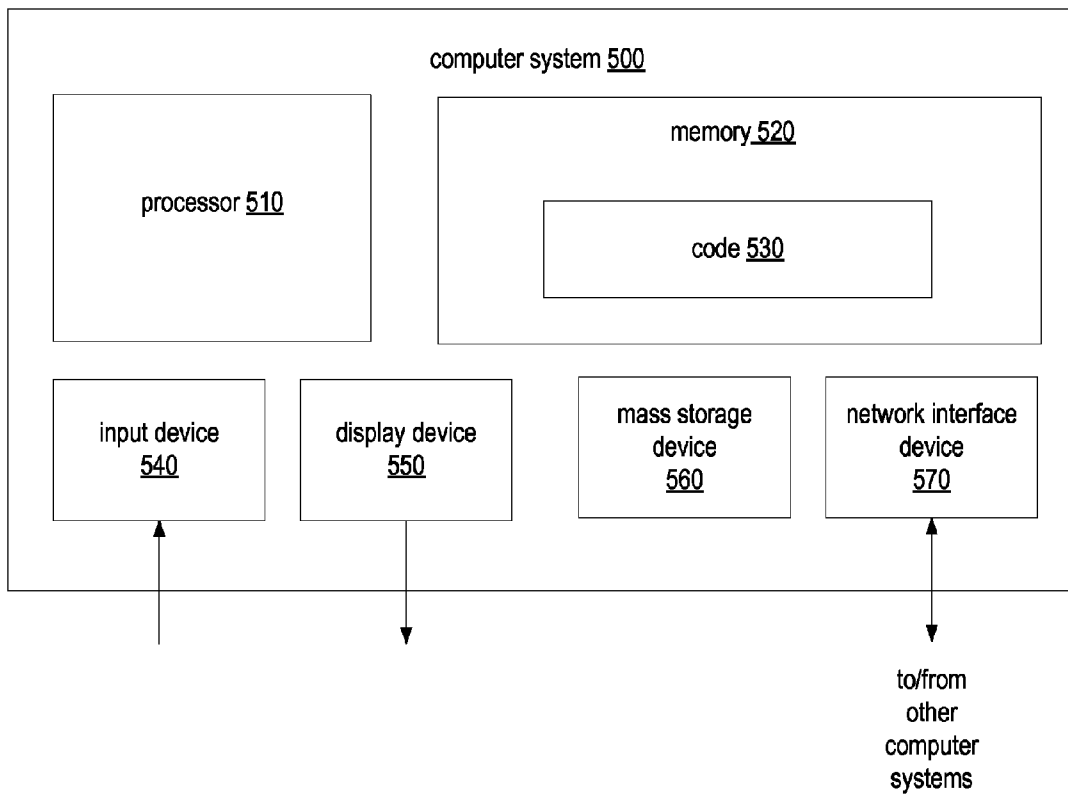 computer system 500
processor 510
memory 520
code 530
input device
540
display device
550
mass storage
device
560
network interface
device
570
to/from
other
computer
systems